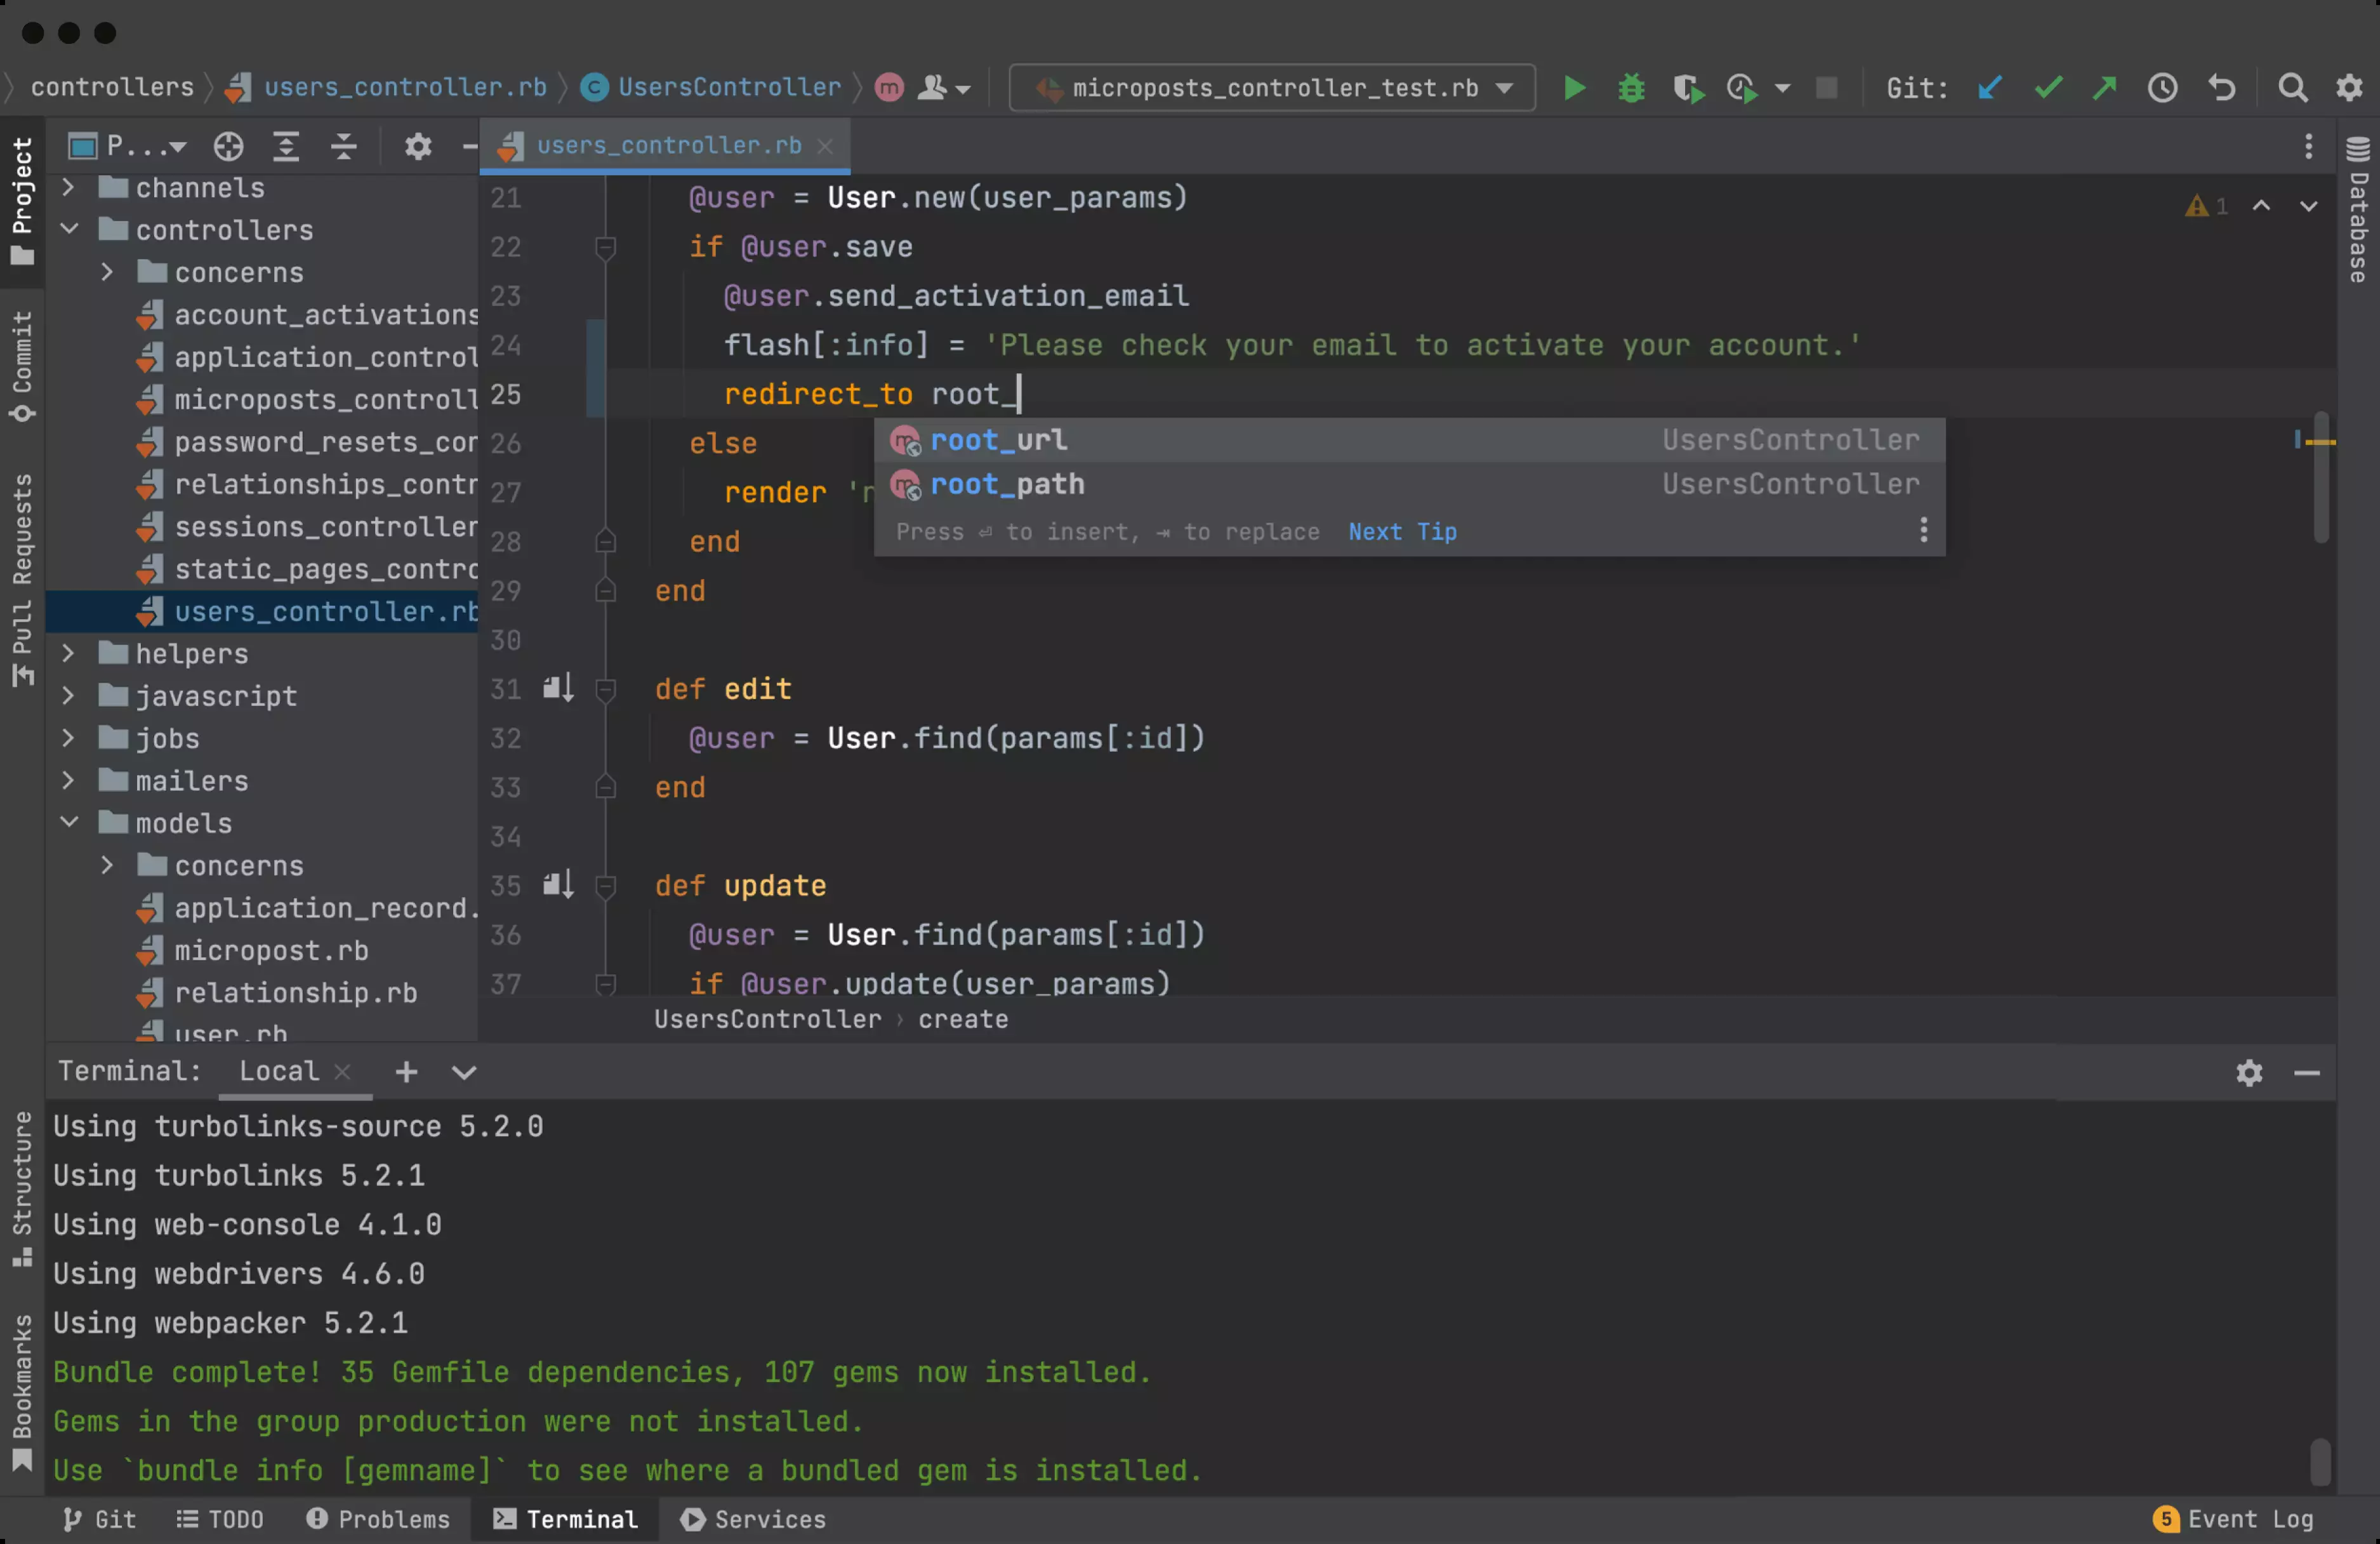 controllers users_controller.rb UsersController microposts_controller_test.rb Git:
Project
Commit
Pull Requests
Structure
Bookmarks
P...
channels
controllers
concerns
account_activations
application_control
microposts_controll
password_resets_con
relationships_contr
sessions_controller
static_pages_contro
users_controller.rb
helpers
javascript
jobs
mailers
models
concerns
application_record.
micropost.rb
relationship.rb
user.rb
users_controller.rb
1
21 @user = User.new(user_params)
22 if @user.save
23 @user.send_activation_email
24 flash[:info] = 'Please check your email to activate your account.'
25 redirect_to root_
26 else
27 render 'n
28 end
29 end
30
31 def edit
32 @user = User.find(params[:id])
33 end
34
35 def update
36 @user = User.find(params[:id])
37 if @user.update(user_params)
root_url UsersController
root_path UsersController
Press ⏎ to insert, ⇥ to replace Next Tip
UsersController › create
Database
Terminal: Local
Using turbolinks-source 5.2.0
Using turbolinks 5.2.1
Using web-console 4.1.0
Using webdrivers 4.6.0
Using webpacker 5.2.1
Bundle complete! 35 Gemfile dependencies, 107 gems now installed.
Gems in the group production were not installed.
Use `bundle info [gemname]` to see where a bundled gem is installed.
Git TODO Problems Terminal Services 5 Event Log